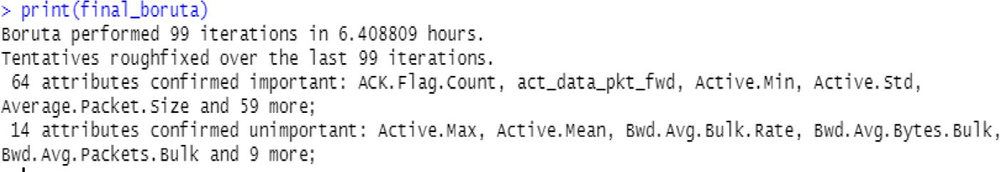 > print(final_boruta)
Boruta performed 99 iterations in 6.408809 hours.
Tentatives roughfixed over the last 99 iterations.
 64 attributes confirmed important: ACK.Flag.Count, act_data_pkt_fwd, Active.Min, Active.Std,
Average.Packet.Size and 59 more;
 14 attributes confirmed unimportant: Active.Max, Active.Mean, Bwd.Avg.Bulk.Rate, Bwd.Avg.Bytes.Bulk,
Bwd.Avg.Packets.Bulk and 9 more;